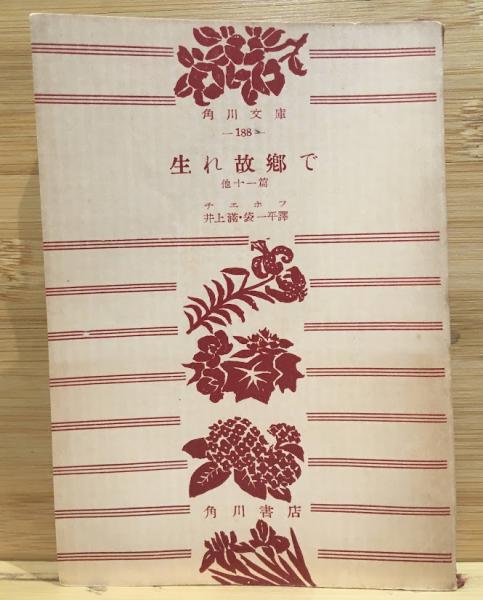 角川文庫
—188—
生れ故鄕で
他十一篇
チエホフ
井上満・袋一平譯
角川書店